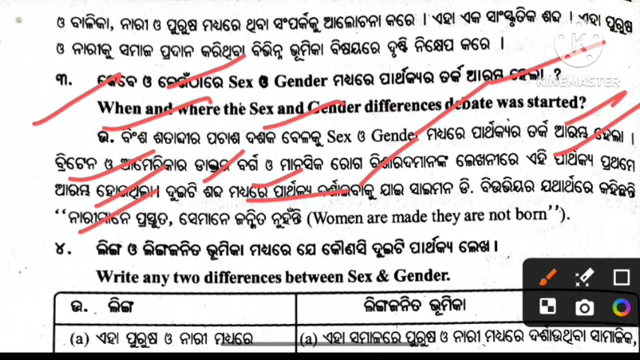 ଓ ବାଳିକା, ନାରୀ ଓ ପୁରୁଷ ମଧ୍ୟରେ ଥିବା ସଂପର୍କକୁ ଆଲୋଚନା କରେ । ଏହା ଏକ ସାଂସ୍କୃତିକ ଶବ୍ଦ । ଏହା ପୁରୁଷ
ଓ ନାରୀକୁ ସମାଜ ପ୍ରଦାନ କରିଥିବା ବିଭିନ୍ନ ଭୂମିକା ବିଷୟରେ ଦୃଷ୍ଟି ନିକ୍ଷେପ କରେ ।
୩. କେବେ ଓ କେଉଁଠାରେ Sex ଓ Gender ମଧ୍ୟରେ ପାର୍ଥକ୍ୟର ତର୍କ ଆରମ୍ଭ ହେଲା ?
When and where the Sex and Gender differences debate was started?
ଉ. ବିଂଶ ଶତାବ୍ଦୀର ପଚାଶ ଦଶକ ବେଳକୁ Sex ଓ Gender ମଧ୍ୟରେ ପାର୍ଥକ୍ୟର ତର୍କ ଆରମ୍ଭ ହେଲା ।
ବ୍ରିଟେନ ଓ ଆମେରିକାର ଡାକ୍ତର ବର୍ଗ ଓ ମାନସିକ ରୋଗ ବିଶାରଦମାନଙ୍କ ଲେଖନୀରେ ଏହି ପାର୍ଥକ୍ୟ ପ୍ରଥମେ
ଆରମ୍ଭ ହୋଇଥିଲା । ଦୁଇଟି ଶବ୍ଦ ମଧ୍ୟରେ ପାର୍ଥକ୍ୟ ଦର୍ଶାଇବାକୁ ଯାଇ ସାଇମନ ଡି. ବିଉଭିୟର ଯଥାର୍ଥରେ କହିଛନ୍ତି
“ନାରୀମାନେ ପ୍ରସ୍ତୁତ, ସେମାନେ ଜନ୍ମିତ ନୁହଁନ୍ତି (Women are made they are not born”).
୪. ଲିଙ୍ଗ ଓ ଲିଙ୍ଗଜନିତ ଭୂମିକା ମଧ୍ୟରେ ଯେ କୌଣସି ଦୁଇଟି ପାର୍ଥକ୍ୟ ଲେଖ ।
Write any two differences between Sex & Gender.
ଉ. ଲିଙ୍ଗ ଲିଙ୍ଗଜନିତ ଭୂମିକା
(a) ଏହା ପୁରୁଷ ଓ ନାରୀ ମଧ୍ୟରେ (a) ଏହା ସମାଜରେ ପୁରୁଷ ଓ ନାରୀ ମଧ୍ୟରେ ଦର୍ଶାଉଥିବା ସାମାଜିକ,
KINEMASTER